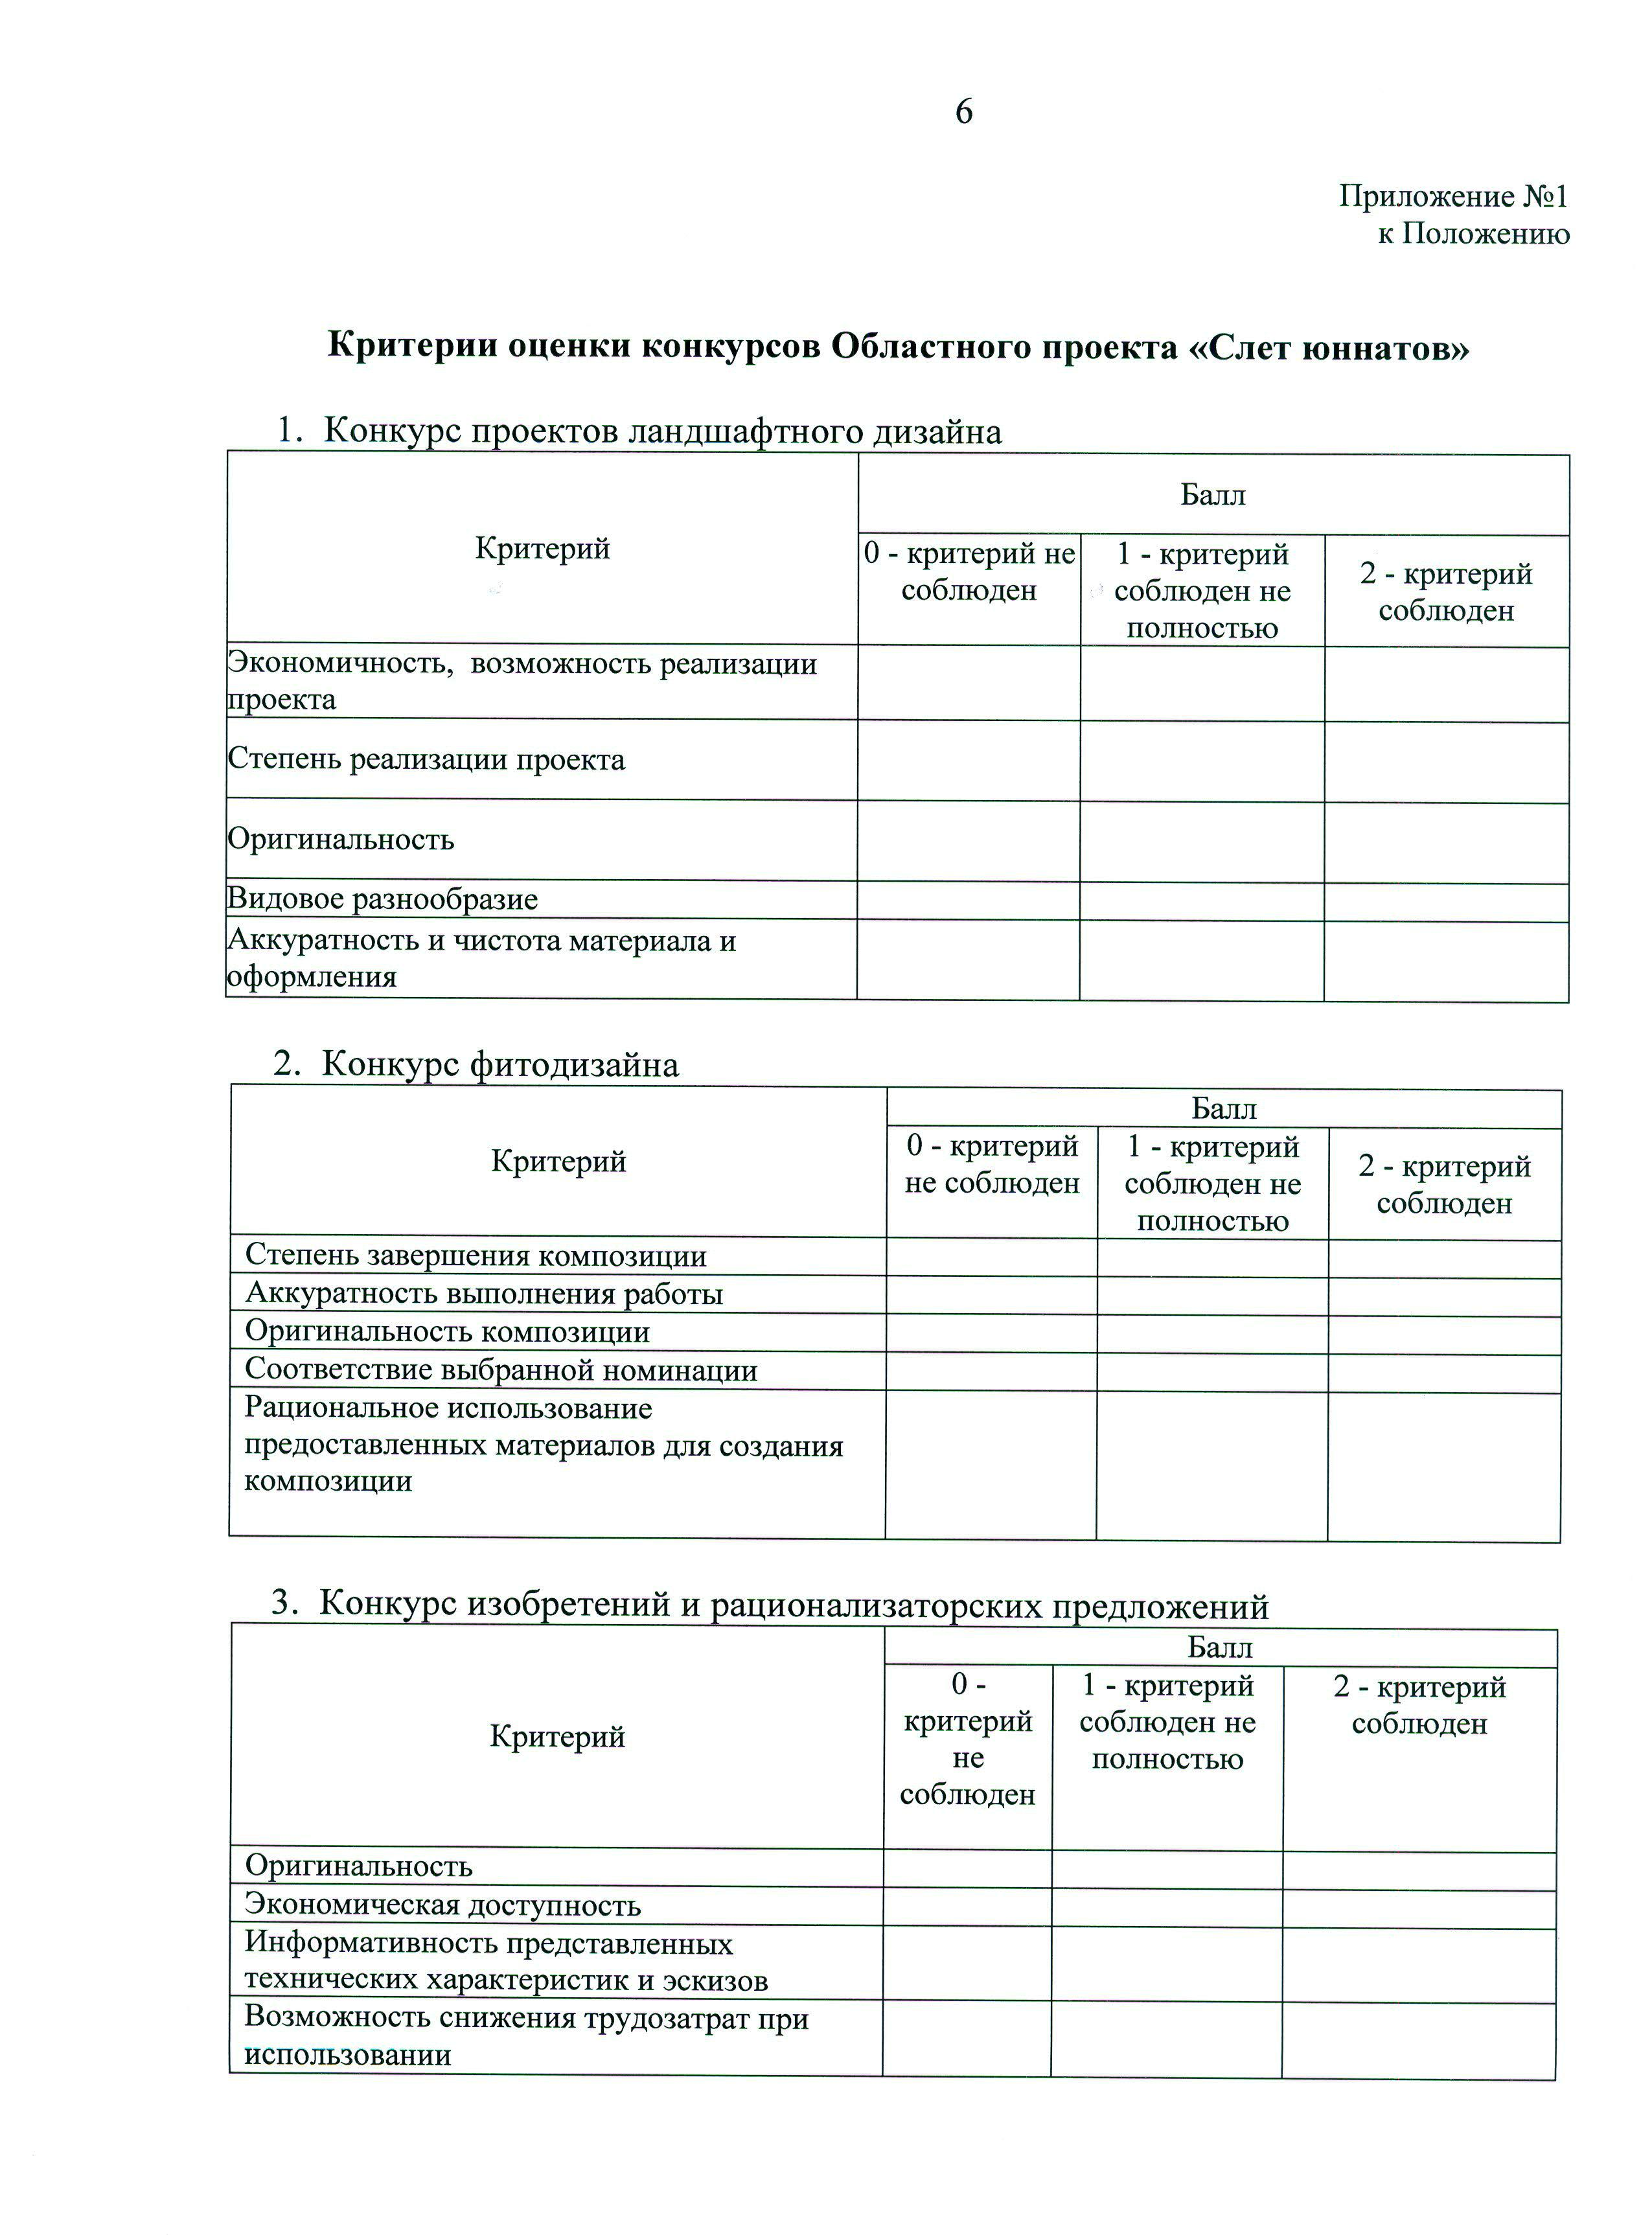 6
Приложение №1
к Положению
Критерии оценки конкурсов Областного проекта «Слет юннатов»
1. Конкурс проектов ландшафтного дизайна
Критерий
Балл
0 - критерий не
соблюден
1 - критерий
соблюден не
полностью
2 - критерий
соблюден
Экономичность, возможность реализации
проекта
Степень реализации проекта
Оригинальность
Видовое разнообразие
Аккуратность и чистота материала и
оформления
2. Конкурс фитодизайна
Критерий
Балл
0 - критерий
не соблюден
1 - критерий
соблюден не
полностью
2 - критерий
соблюден
Степень завершения композиции
Аккуратность выполнения работы
Оригинальность композиции
Соответствие выбранной номинации
Рациональное использование
предоставленных материалов для создания
композиции
3. Конкурс изобретений и рационализаторских предложений
Критерий
Балл
0 -
критерий
не
соблюден
1 - критерий
соблюден не
полностью
2 - критерий
соблюден
Оригинальность
Экономическая доступность
Информативность представленных
технических характеристик и эскизов
Возможность снижения трудозатрат при
использовании